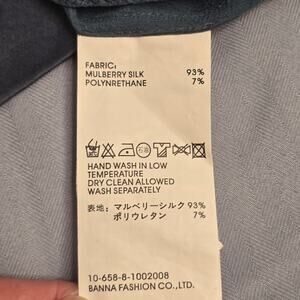 FABRIC:
MULBERRY SILK 93%
POLYNRETHANE 7%
石油
HAND WASH IN LOW
TEMPERATURE
DRY CLEAN ALLOWED
WASH SEPARATELY
表地: マルベリーシルク 93%
ポリウレタン 7%
10-658-8-1002008
BANNA FASHION CO.,LTD.